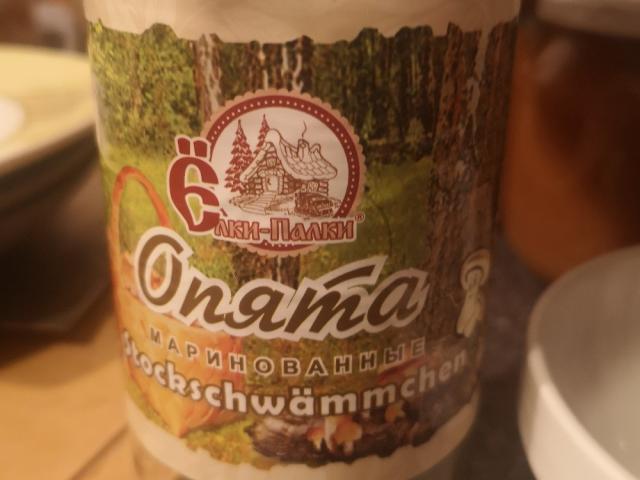 Ёлки-Палки®
Опята
МАРИНОВАННЫЕ
Stockschwämmchen